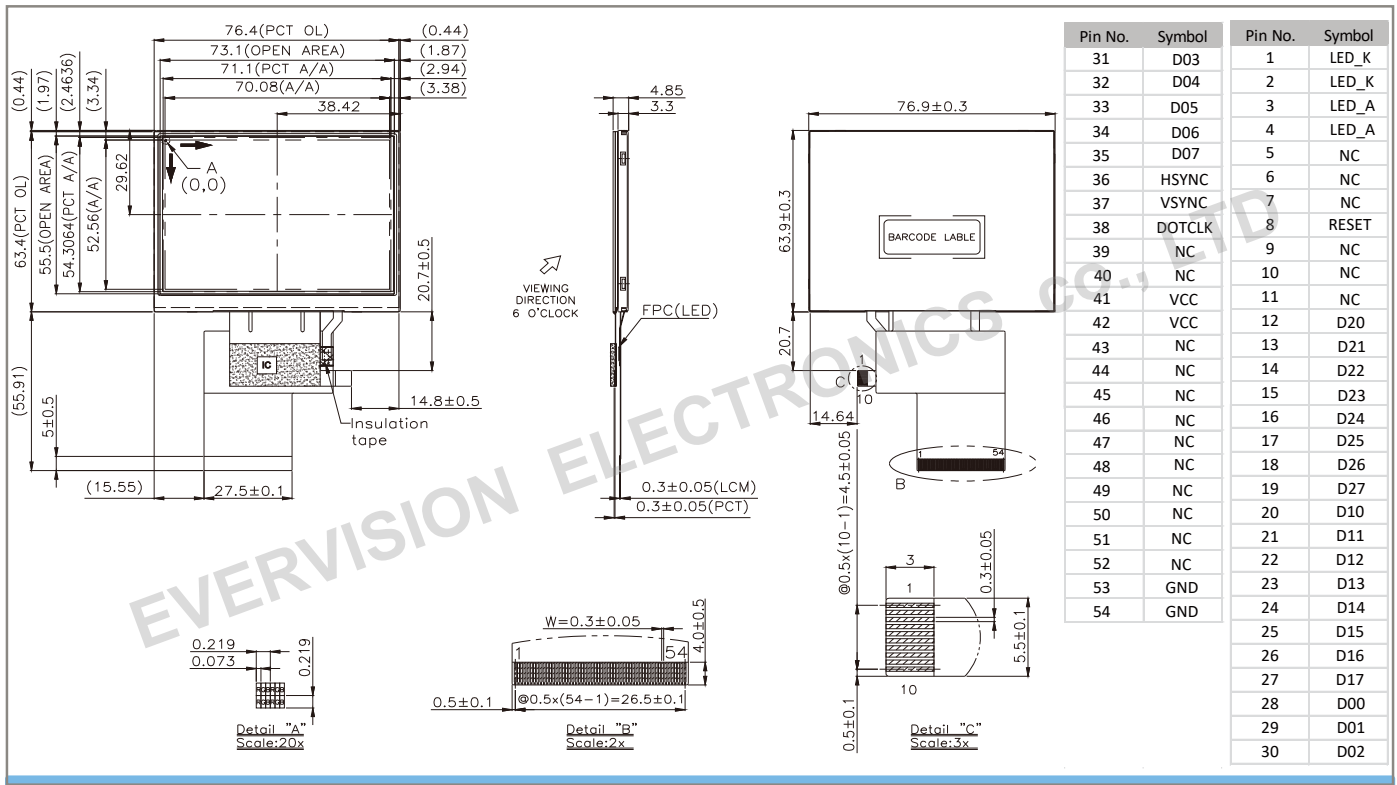 76.4(PCT OL)
(0.44)
73.1(OPEN AREA)
(1.87)
71.1(PCT A/A)
(2.94)
70.08(A/A)
(3.38)
38.42
(0.44)
(1.97)
(2.4636)
(3.34)
63.4(PCT OL)
55.5(OPEN AREA)
54.3064(PCT A/A)
52.56(A/A)
29.62
A
(0,0)
20.7±0.5
IC
(55.91)
5±0.5
14.8±0.5
Insulation
tape
(15.55)
27.5±0.1
4.85
3.3
VIEWING
DIRECTION
6 O'CLOCK
FPC(LED)
0.3±0.05(LCM)
0.3±0.05(PCT)
76.9±0.3
63.9±0.3
BARCODE LABLE
20.7
1
C
10
14.64
1
54
B
0.219
0.073
0.219
Detail "A"
Scale:20x
W=0.3±0.05
1
54
4.0±0.5
0.5±0.1
@0.5x(54-1)=26.5±0.1
Detail "B"
Scale:2x
@0.5x(10-1)=4.5±0.05
3
0.3±0.05
1
5.5±0.1
10
0.5±0.1
Detail "C"
Scale:3x
EVERVISION ELECTRONICS co., LTD
Pin No. Symbol
31 D03
32 D04
33 D05
34 D06
35 D07
36 HSYNC
37 VSYNC
38 DOTCLK
39 NC
40 NC
41 VCC
42 VCC
43 NC
44 NC
45 NC
46 NC
47 NC
48 NC
49 NC
50 NC
51 NC
52 NC
53 GND
54 GND
Pin No. Symbol
1 LED_K
2 LED_K
3 LED_A
4 LED_A
5 NC
6 NC
7 NC
8 RESET
9 NC
10 NC
11 NC
12 D20
13 D21
14 D22
15 D23
16 D24
17 D25
18 D26
19 D27
20 D10
21 D11
22 D12
23 D13
24 D14
25 D15
26 D16
27 D17
28 D00
29 D01
30 D02